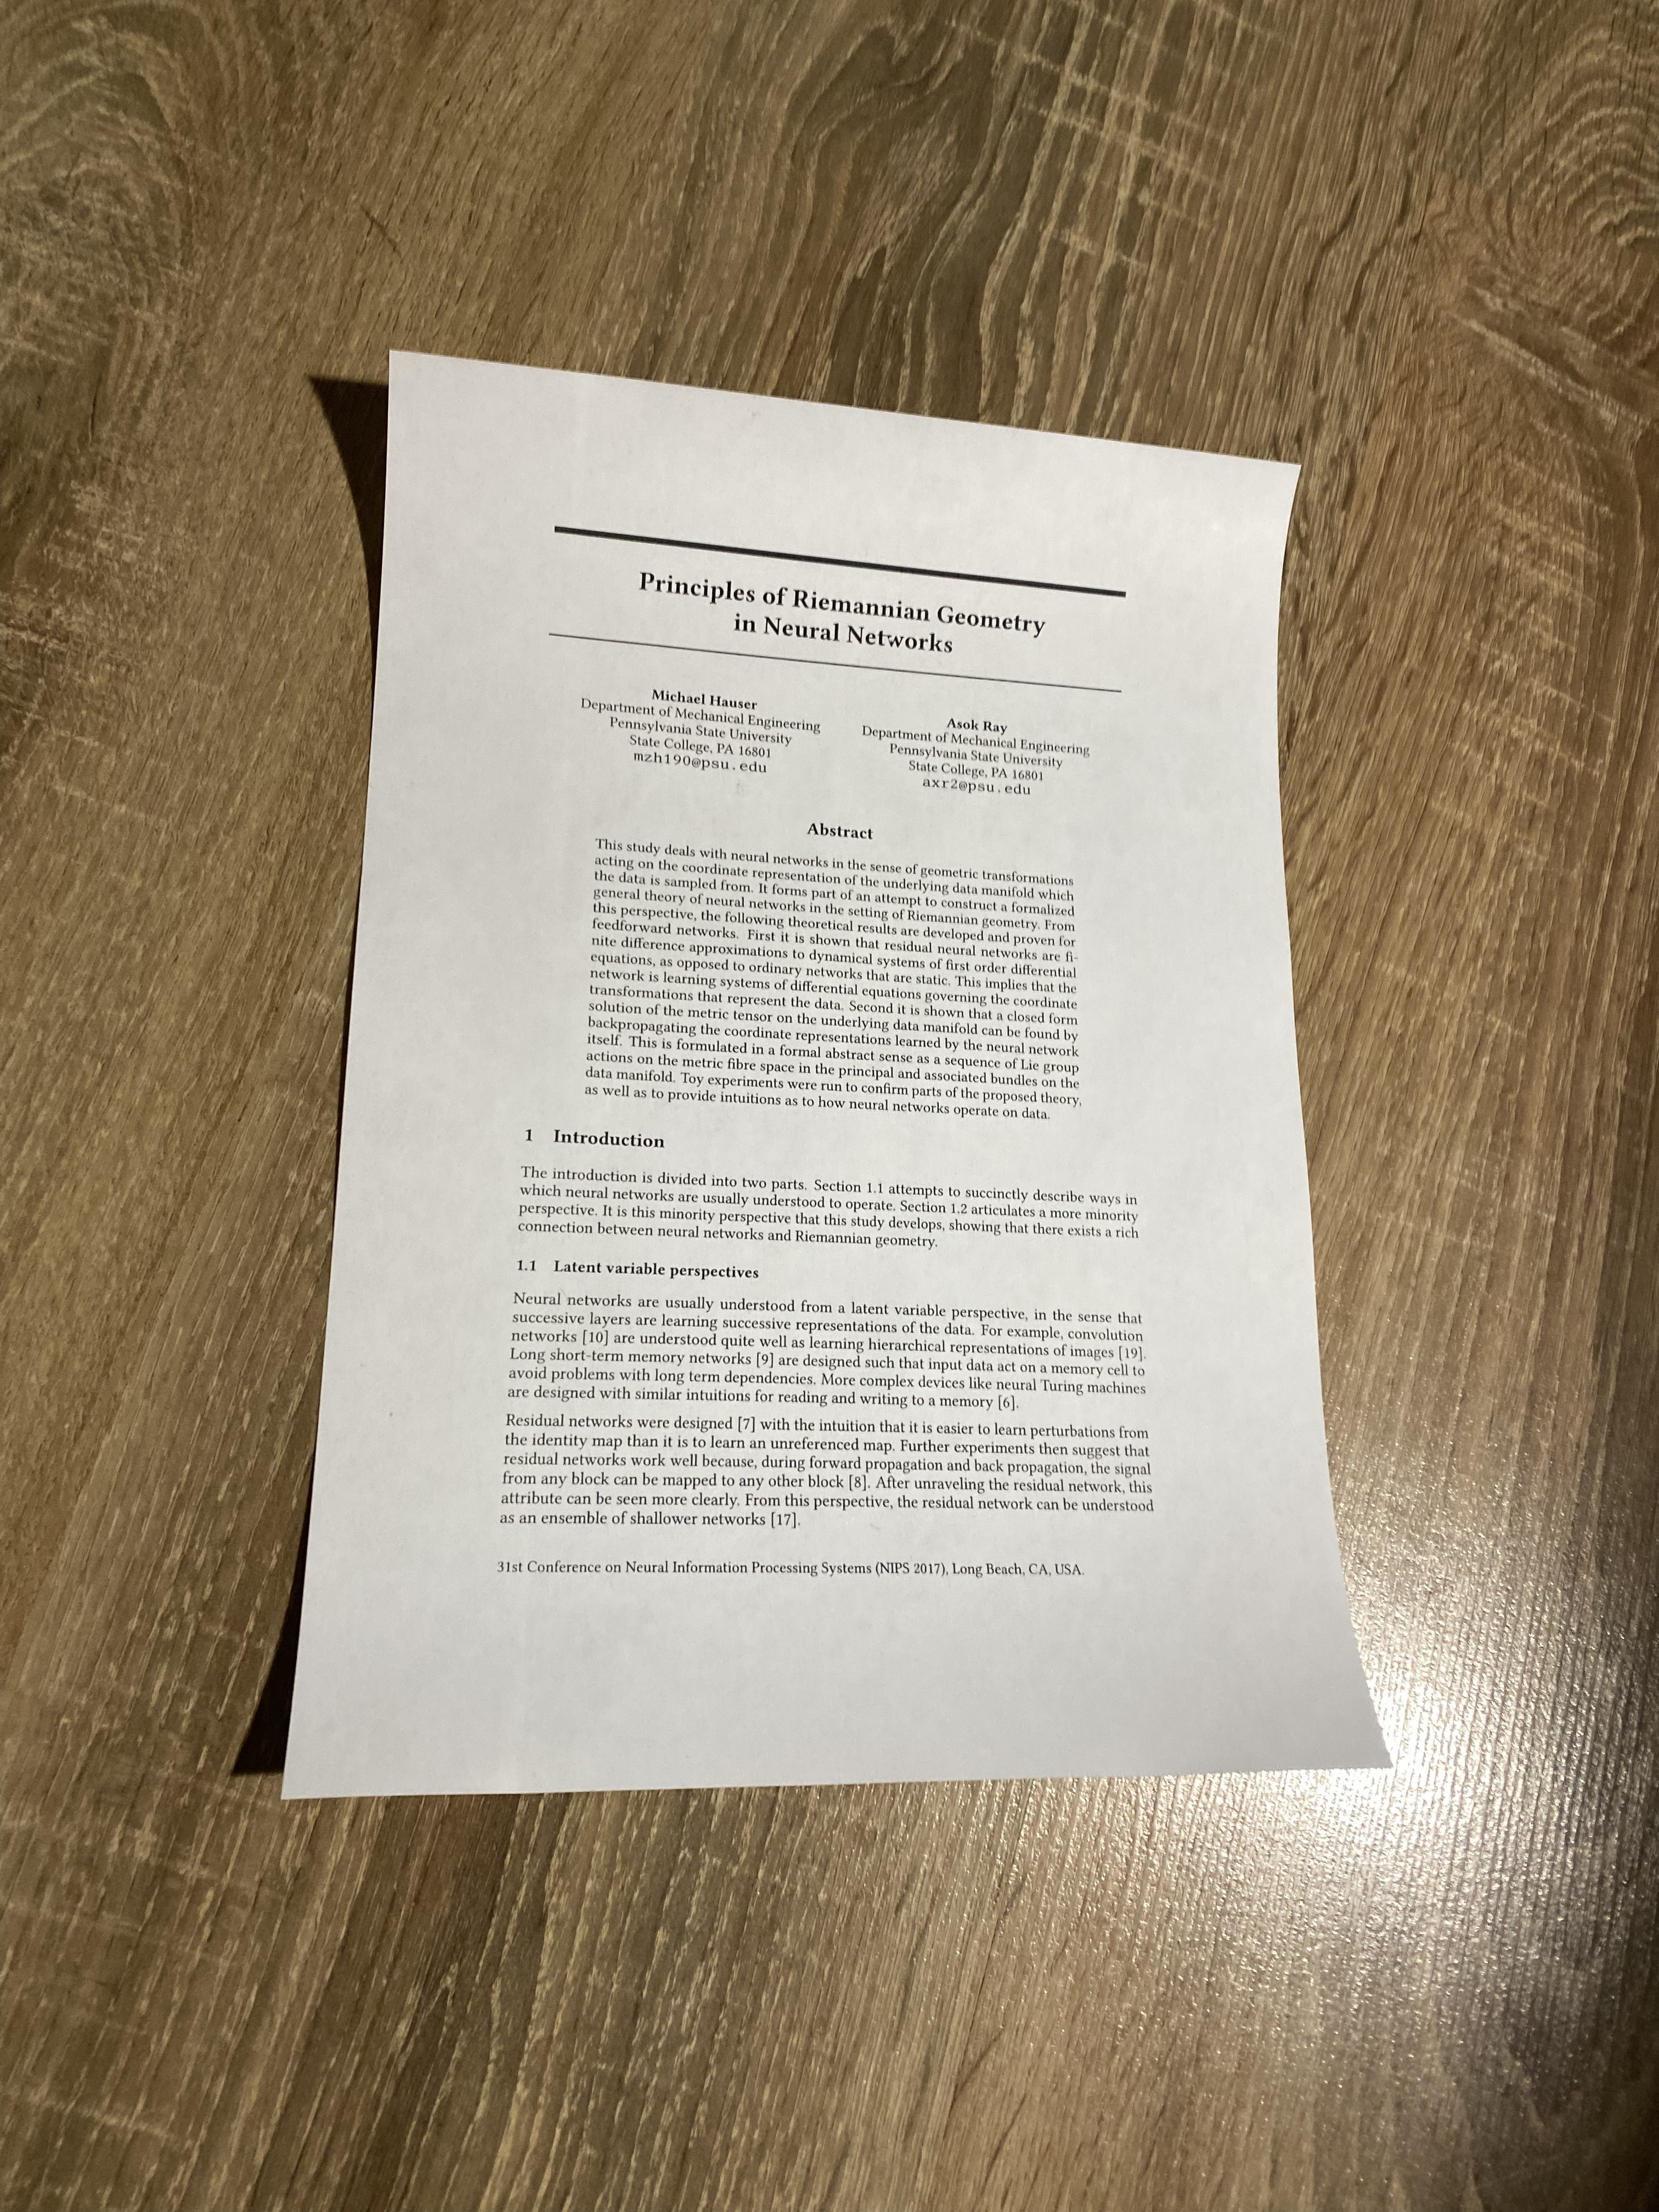 Principles of Riemannian Geometry
in Neural Networks
Michael Hauser
Department of Mechanical Engineering
Pennsylvania State University
State College, PA 16801
mzh190@psu.edu
Asok Ray
Department of Mechanical Engineering
Pennsylvania State University
State College, PA 16801
axr2@psu.edu
Abstract
This study deals with neural networks in the sense of geometric transformations
acting on the coordinate representation of the underlying data manifold which
the data is sampled from. It forms part of an attempt to construct a formalized
general theory of neural networks in the setting of Riemannian geometry. From
this perspective, the following theoretical results are developed and proven for
feedforward networks. First it is shown that residual neural networks are fi-
nite difference approximations to dynamical systems of first order differential
equations, as opposed to ordinary networks that are static. This implies that the
network is learning systems of differential equations governing the coordinate
transformations that represent the data. Second it is shown that a closed form
solution of the metric tensor on the underlying data manifold can be found by
backpropagating the coordinate representations learned by the neural network
itself. This is formulated in a formal abstract sense as a sequence of Lie group
actions on the metric fibre space in the principal and associated bundles on the
data manifold. Toy experiments were run to confirm parts of the proposed theory,
as well as to provide intuitions as to how neural networks operate on data.
1 Introduction
The introduction is divided into two parts. Section 1.1 attempts to succinctly describe ways in
which neural networks are usually understood to operate. Section 1.2 articulates a more minority
perspective. It is this minority perspective that this study develops, showing that there exists a rich
connection between neural networks and Riemannian geometry.
1.1 Latent variable perspectives
Neural networks are usually understood from a latent variable perspective, in the sense that
successive layers are learning successive representations of the data. For example, convolution
networks [10] are understood quite well as learning hierarchical representations of images [19].
Long short-term memory networks [9] are designed such that input data act on a memory cell to
avoid problems with long term dependencies. More complex devices like neural Turing machines
are designed with similar intuitions for reading and writing to a memory [6].
Residual networks were designed [7] with the intuition that it is easier to learn perturbations from
the identity map than it is to learn an unreferenced map. Further experiments then suggest that
residual networks work well because, during forward propagation and back propagation, the signal
from any block can be mapped to any other block [8]. After unraveling the residual network, this
attribute can be seen more clearly. From this perspective, the residual network can be understood
as an ensemble of shallower networks [17].
31st Conference on Neural Information Processing Systems (NIPS 2017), Long Beach, CA, USA.